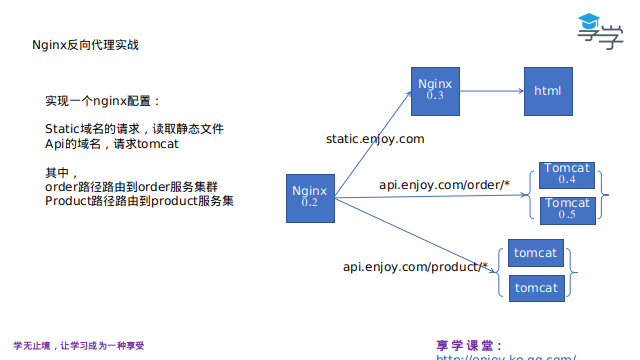 Nginx反向代理实战
享学
实现一个nginx配置：
Static域名的请求，读取静态文件
Api的域名，请求tomcat
其中，
order路径路由到order服务集群
Product路径路由到product服务集
Nginx
0.3
html
static.enjoy.com
Nginx
0.2
api.enjoy.com/order/*
Tomcat
0.4
Tomcat
0.5
api.enjoy.com/product/*
tomcat
tomcat
学无止境，让学习成为一种享受
享学课堂：
http://enjoy.ke.qq.com/